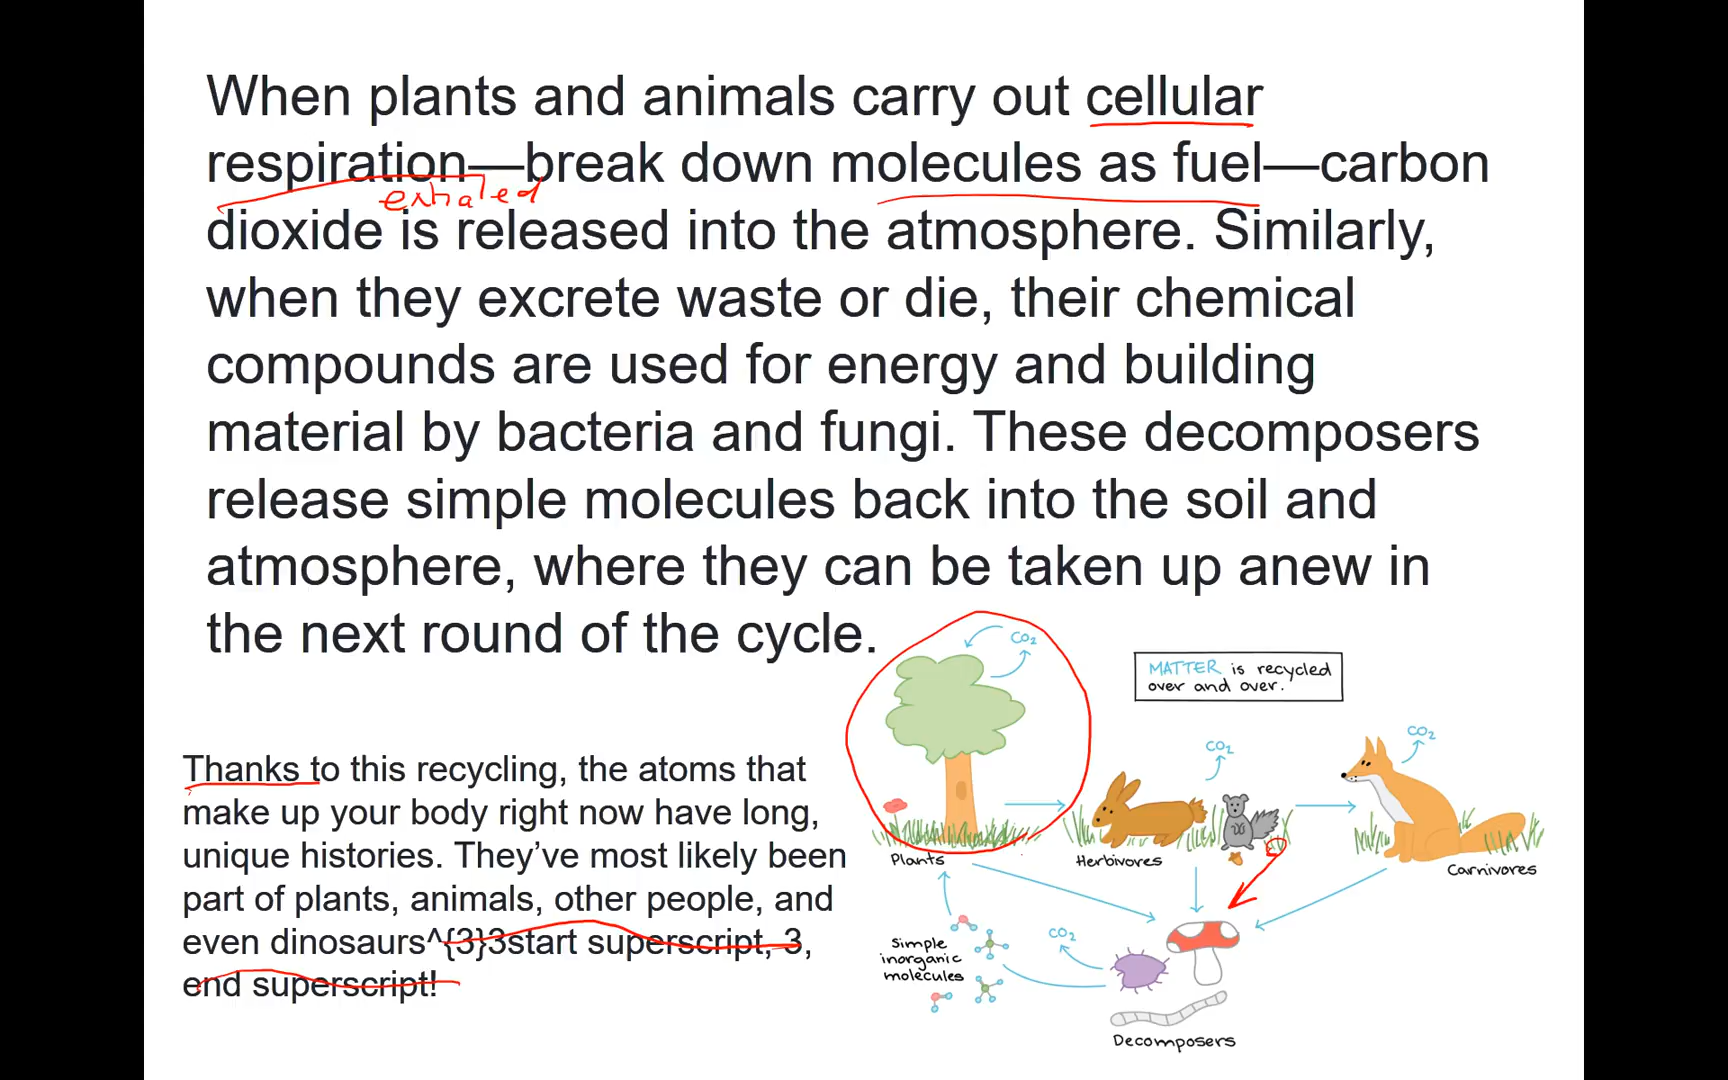 When plants and animals carry out cellular
respiration—break down molecules as fuel—carbon
exhaled
dioxide is released into the atmosphere. Similarly,
when they excrete waste or die, their chemical
compounds are used for energy and building
material by bacteria and fungi. These decomposers
release simple molecules back into the soil and
atmosphere, where they can be taken up anew in
the next round of the cycle.
Thanks to this recycling, the atoms that
make up your body right now have long,
unique histories. They’ve most likely been
part of plants, animals, other people, and
even dinosaurs^{3}3start superscript, 3,
end superscript!
CO2
MATTER is recycled
over and over.
CO2
CO2
Plants
Herbivores
Carnivores
Simple
inorganic
molecules
CO2
Decomposers